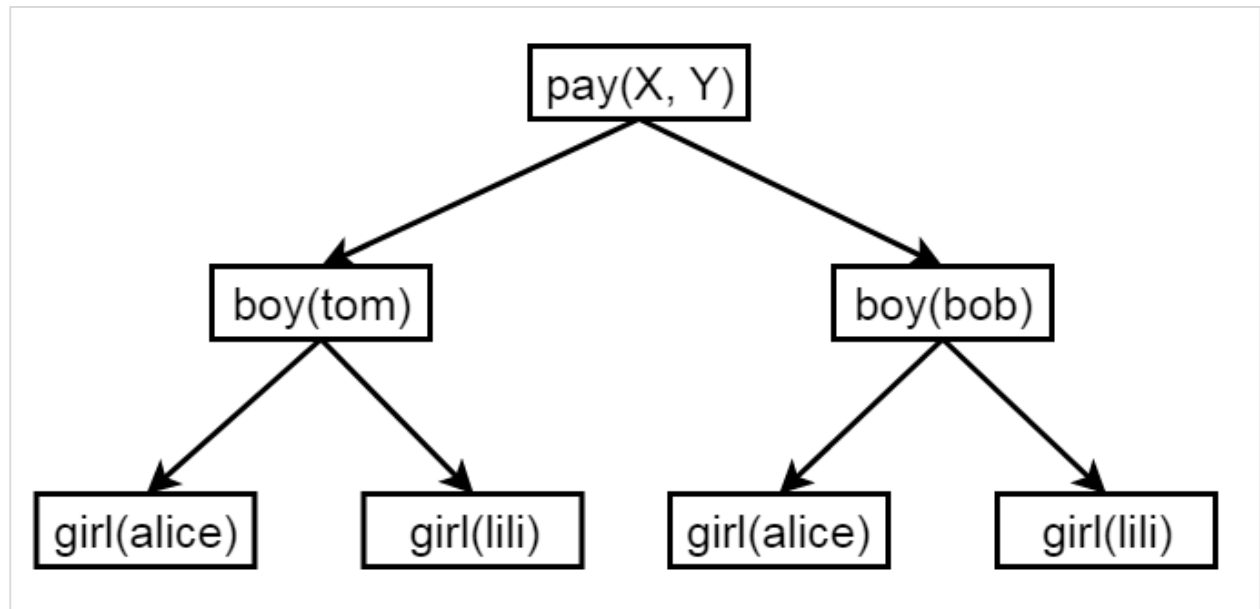 pay(X, Y)
boy(tom)
boy(bob)
girl(alice)
girl(lili)
girl(alice)
girl(lili)